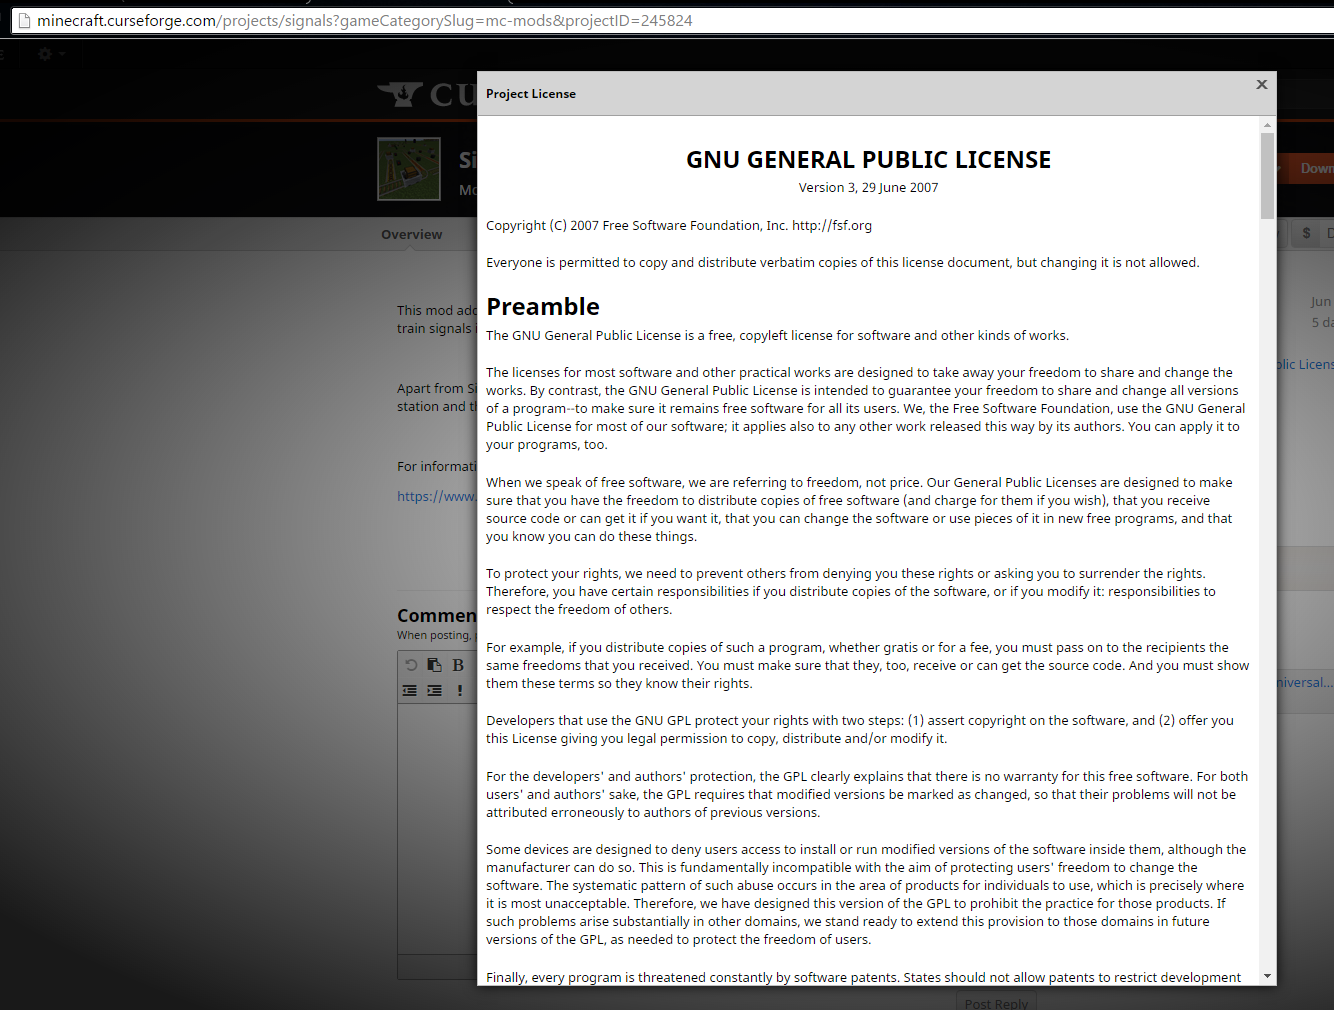 minecraft.curseforge.com/projects/signals?gameCategorySlug=mc-mods&projectID=245824
Project License
GNU GENERAL PUBLIC LICENSE
Version 3, 29 June 2007
Copyright (C) 2007 Free Software Foundation, Inc. http://fsf.org
Everyone is permitted to copy and distribute verbatim copies of this license document, but changing it is not allowed.
Preamble
The GNU General Public License is a free, copyleft license for software and other kinds of works.
The licenses for most software and other practical works are designed to take away your freedom to share and change the
works. By contrast, the GNU General Public License is intended to guarantee your freedom to share and change all versions
of a program--to make sure it remains free software for all its users. We, the Free Software Foundation, use the GNU General
Public License for most of our software; it applies also to any other work released this way by its authors. You can apply it to
your programs, too.
When we speak of free software, we are referring to freedom, not price. Our General Public Licenses are designed to make
sure that you have the freedom to distribute copies of free software (and charge for them if you wish), that you receive
source code or can get it if you want it, that you can change the software or use pieces of it in new free programs, and that
you know you can do these things.
To protect your rights, we need to prevent others from denying you these rights or asking you to surrender the rights.
Therefore, you have certain responsibilities if you distribute copies of the software, or if you modify it: responsibilities to
respect the freedom of others.
For example, if you distribute copies of such a program, whether gratis or for a fee, you must pass on to the recipients the
same freedoms that you received. You must make sure that they, too, receive or can get the source code. And you must show
them these terms so they know their rights.
Developers that use the GNU GPL protect your rights with two steps: (1) assert copyright on the software, and (2) offer you
this License giving you legal permission to copy, distribute and/or modify it.
For the developers' and authors' protection, the GPL clearly explains that there is no warranty for this free software. For both
users' and authors' sake, the GPL requires that modified versions be marked as changed, so that their problems will not be
attributed erroneously to authors of previous versions.
Some devices are designed to deny users access to install or run modified versions of the software inside them, although the
manufacturer can do so. This is fundamentally incompatible with the aim of protecting users' freedom to change the
software. The systematic pattern of such abuse occurs in the area of products for individuals to use, which is precisely where
it is most unacceptable. Therefore, we have designed this version of the GPL to prohibit the practice for those products. If
such problems arise substantially in other domains, we stand ready to extend this provision to those domains in future
versions of the GPL, as needed to protect the freedom of users.
Finally, every program is threatened constantly by software patents. States should not allow patents to restrict development
Overview
This mod add
train signals
Apart from Si
station and th
For informati
https://www.
Commen
When posting,
B
Jun
5 da
blic Licens
niversal...
Down
$
Post Reply